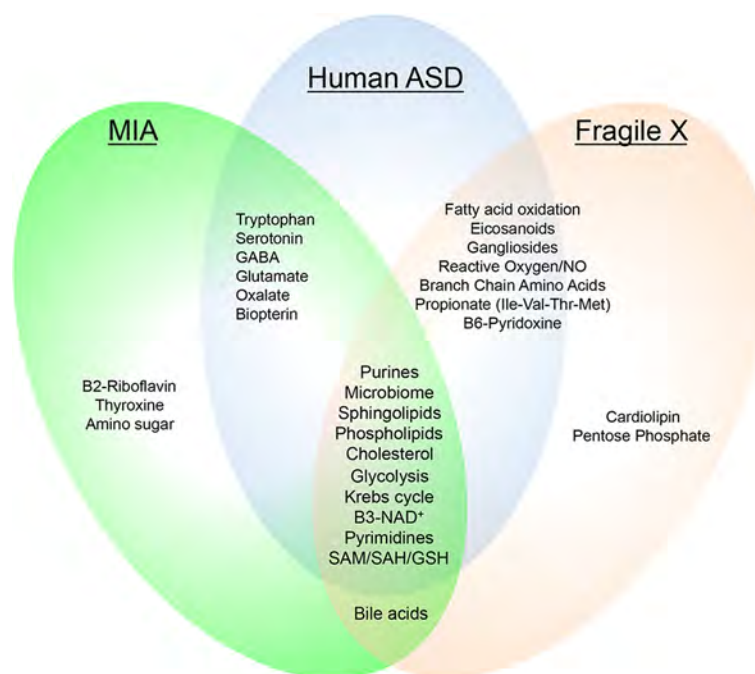 Human ASD
MIA
Fragile X
Tryptophan
Serotonin
GABA
Glutamate
Oxalate
Biopterin
Fatty acid oxidation
Eicosanoids
Gangliosides
Reactive Oxygen/NO
Branch Chain Amino Acids
Propionate (Ile-Val-Thr-Met)
B6-Pyridoxine
B2-Riboflavin
Thyroxine
Amino sugar
Purines
Microbiome
Sphingolipids
Phospholipids
Cholesterol
Glycolysis
Krebs cycle
B3-NAD⁺
Pyrimidines
SAM/SAH/GSH
Cardiolipin
Pentose Phosphate
Bile acids